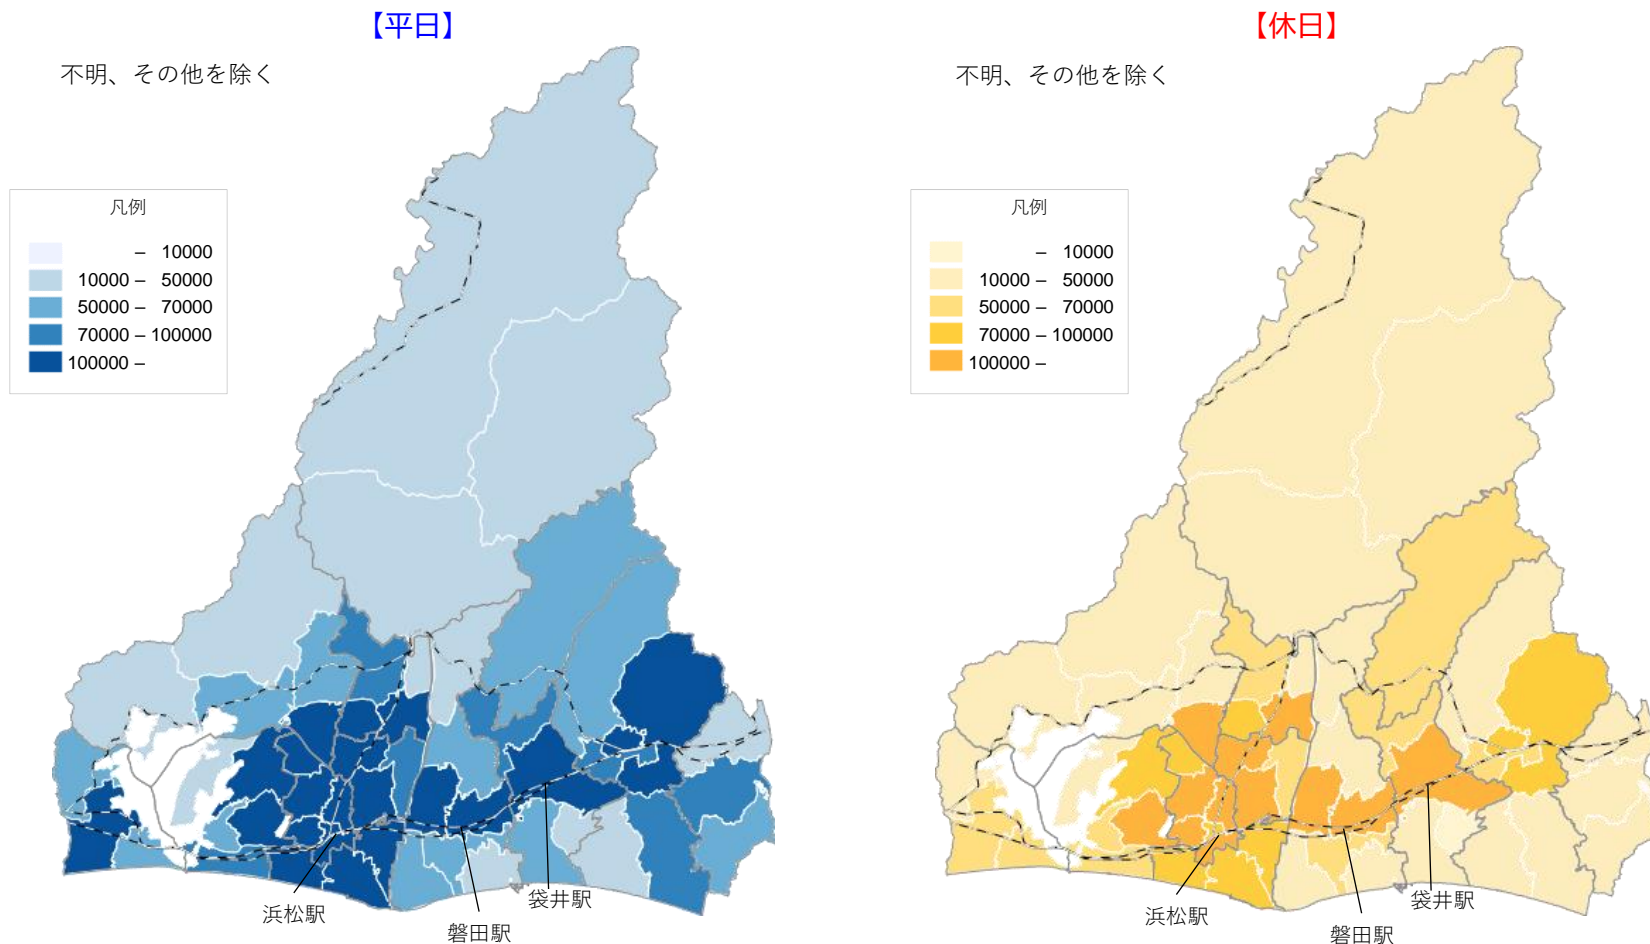 【平日】
不明、その他を除く
凡例
– 10000
10000 – 50000
50000 – 70000
70000 – 100000
100000 –
浜松駅
磐田駅
袋井駅
【休日】
不明、その他を除く
凡例
– 10000
10000 – 50000
50000 – 70000
70000 – 100000
100000 –
浜松駅
磐田駅
袋井駅